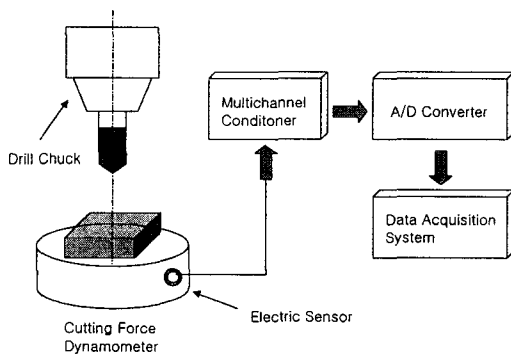 Drill Chuck
Multichannel
Conditoner
A/D Converter
Data Acquisition
System
Electric Sensor
Cutting Force
Dynamometer